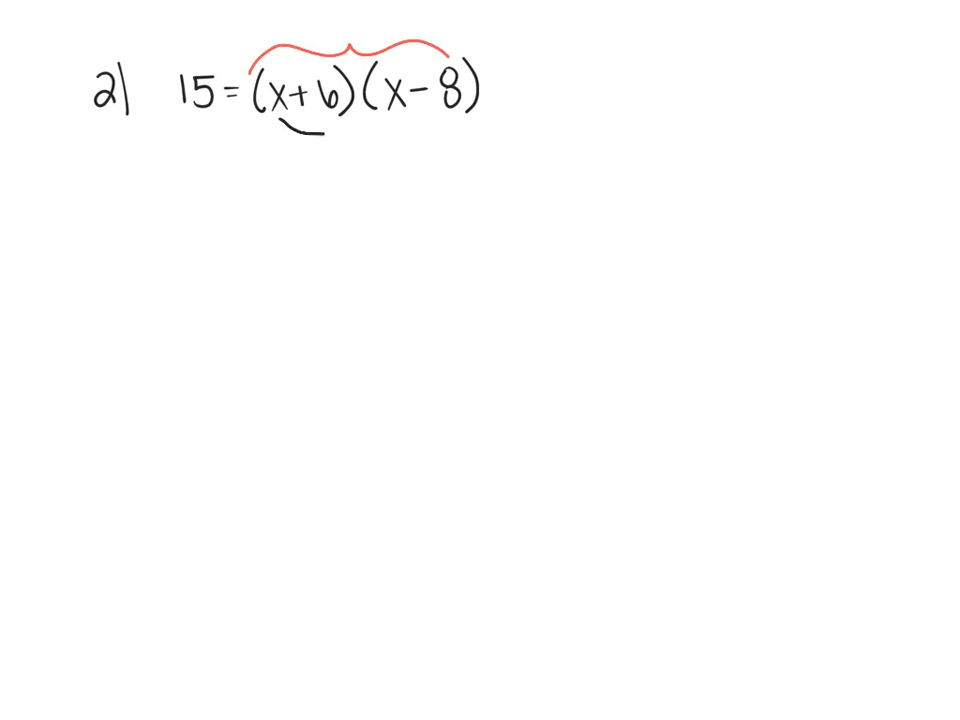 2| 15 = (x+6)(x-8)